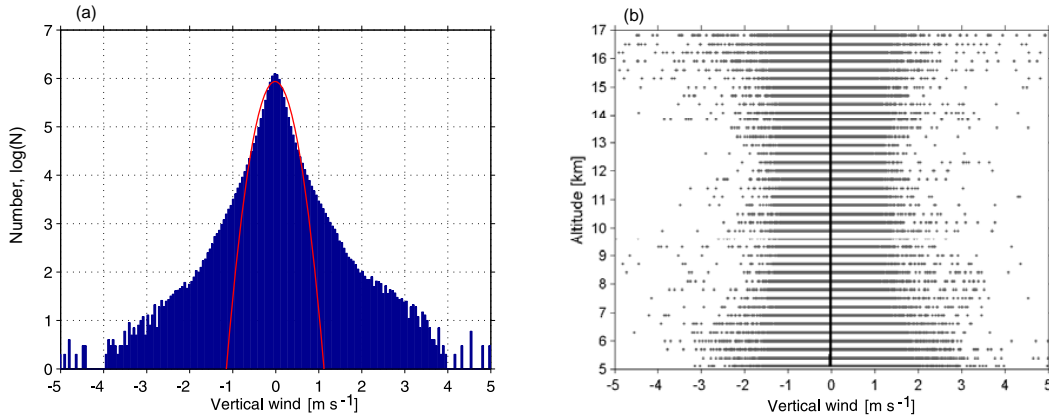 (a)
7
6
5
4
3
2
1
0
Number, log(N)
-5 -4 -3 -2 -1 0 1 2 3 4 5
Vertical wind [m s⁻¹]
(b)
17
16
15
14
13
12
11
10
9
8
7
6
5
Altitude [km]
-5 -4 -3 -2 -1 0 1 2 3 4 5
Vertical wind [m s⁻¹]